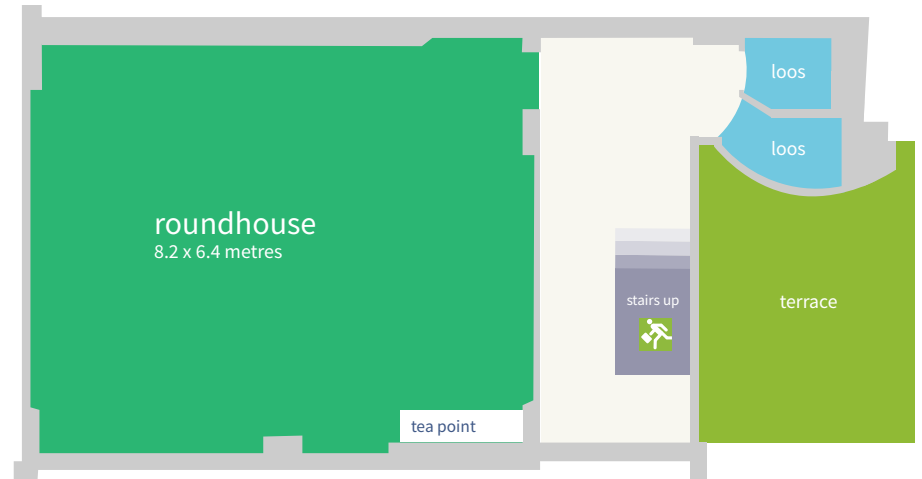 loos
loos
roundhouse
8.2 x 6.4 metres
stairs up
terrace
tea point